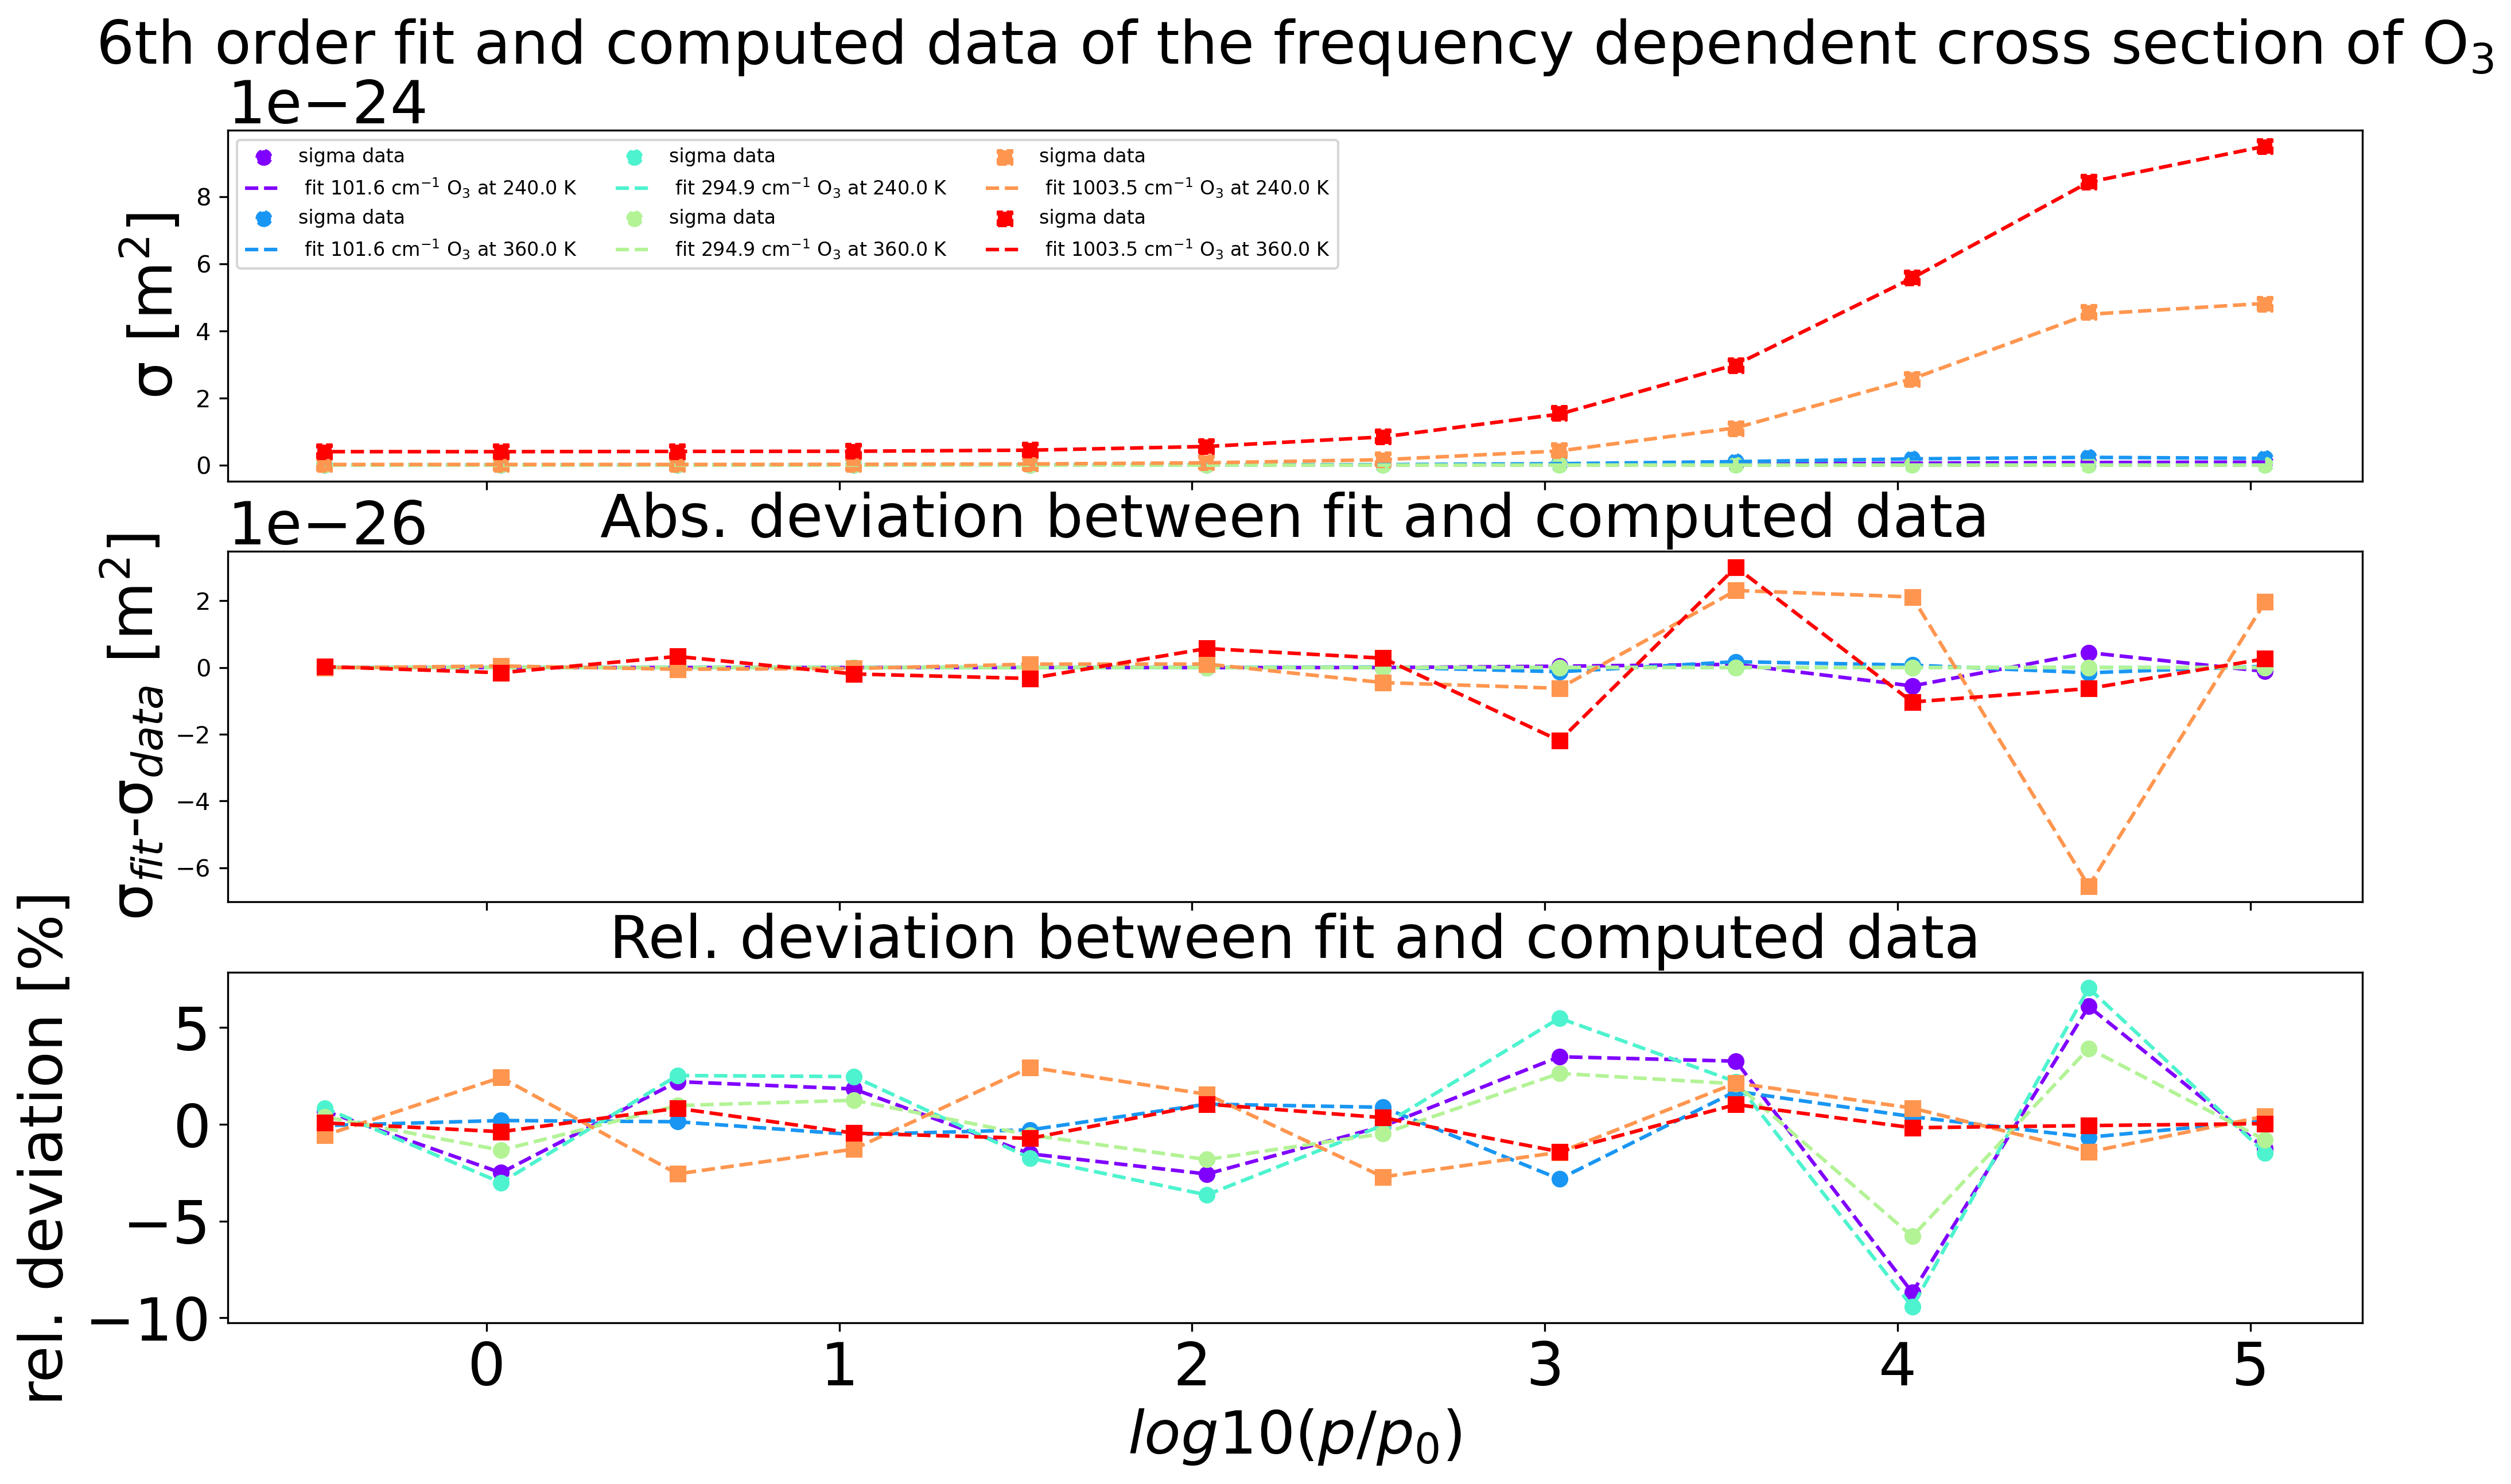 6th order fit and computed data of the frequency dependent cross section of O₃
1e−24
σ [m²]
8
6
4
2
0
sigma data
fit 101.6 cm⁻¹ O₃ at 240.0 K
sigma data
fit 101.6 cm⁻¹ O₃ at 360.0 K
sigma data
fit 294.9 cm⁻¹ O₃ at 240.0 K
sigma data
fit 294.9 cm⁻¹ O₃ at 360.0 K
sigma data
fit 1003.5 cm⁻¹ O₃ at 240.0 K
sigma data
fit 1003.5 cm⁻¹ O₃ at 360.0 K
1e−26
Abs. deviation between fit and computed data
σ_fit-σ_data [m²]
2
0
−2
−4
−6
Rel. deviation between fit and computed data
rel. deviation [%]
5
0
−5
−10
0 1 2 3 4 5
log10(p/p₀)